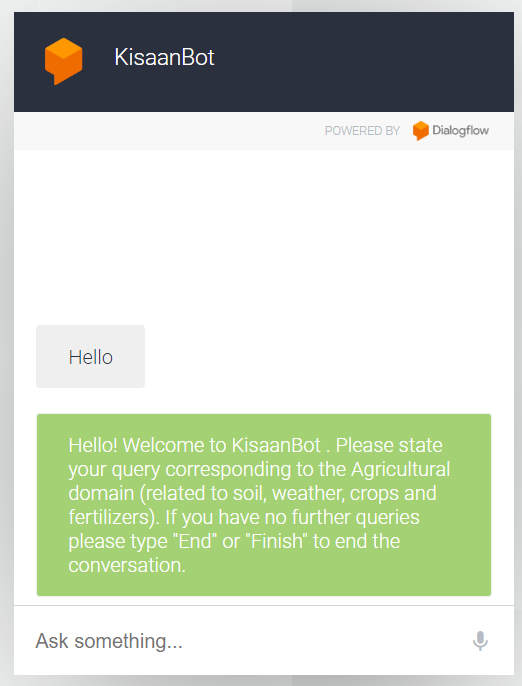 KisaanBot
POWERED BY Dialogflow
Hello
Hello! Welcome to KisaanBot . Please state
your query corresponding to the Agricultural
domain (related to soil, weather, crops and
fertilizers). If you have no further queries
please type "End" or "Finish" to end the
conversation.
Ask something...